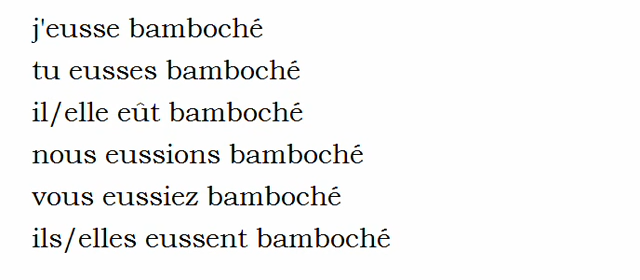 j'eusse bamboché
tu eusses bamboché
il/elle eût bamboché
nous eussions bamboché
vous eussiez bamboché
ils/elles eussent bamboché